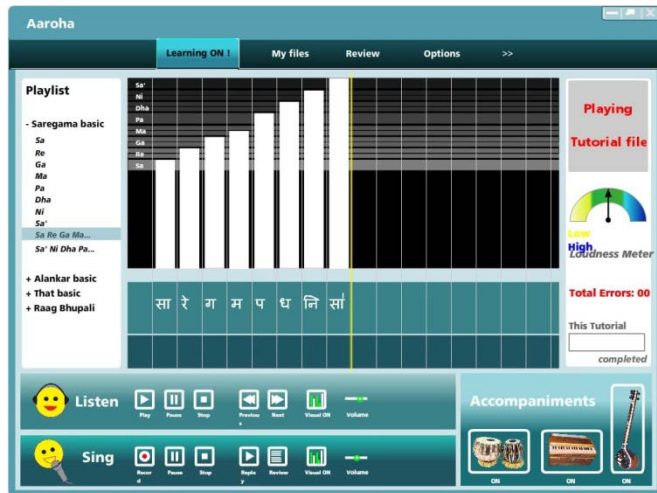 Aaroha
Learning ON !
My files
Review
Options
>>
Playlist
- Saregama basic
Sa
Re
Ga
Ma
Pa
Dha
Ni
Sa'
Sa Re Ga Ma...
Sa' Ni Dha Pa...
+ Alankar basic
+ That basic
+ Raag Bhupali
Sa'
Ni
Dha
Pa
Ma
Ga
Re
Sa
सा रे ग म प ध नि सां
Playing
Tutorial file
Low
High
Loudness Meter
Total Errors: 00
This Tutorial
completed
Listen
Play
Pause
Stop
Previou
s
Next
Visual ON
Volume
Sing
Recor
d
Pause
Stop
Repla
y
Review
Visual ON
Volume
Accompaniments
ON
ON
ON